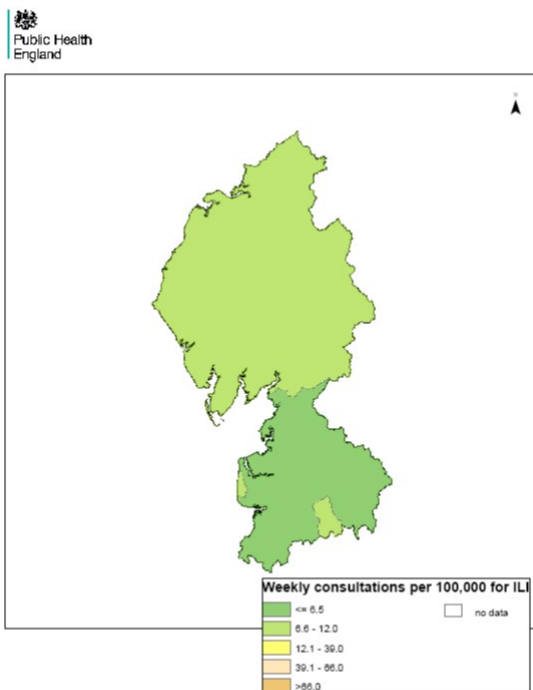 Public Health
England
Weekly consultations per 100,000 for ILI
<= 6.5
no data
6.6 - 12.0
12.1 - 39.0
39.1 - 66.0
>66.0